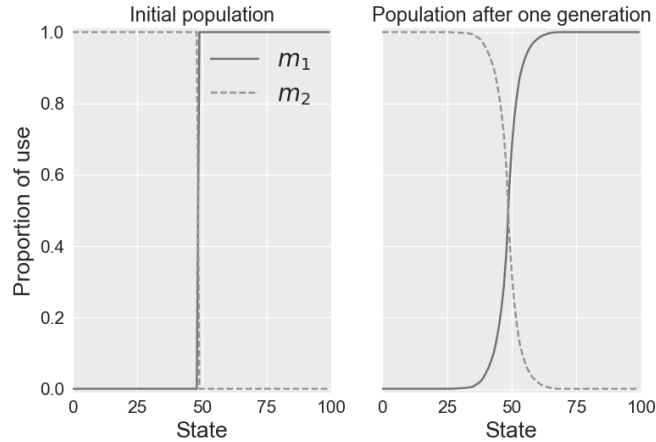 Initial population
Population after one generation
Proportion of use
1.0
0.8
0.6
0.4
0.2
0.0
m₁
m₂
0 25 50 75 100
0 25 50 75 100
State
State